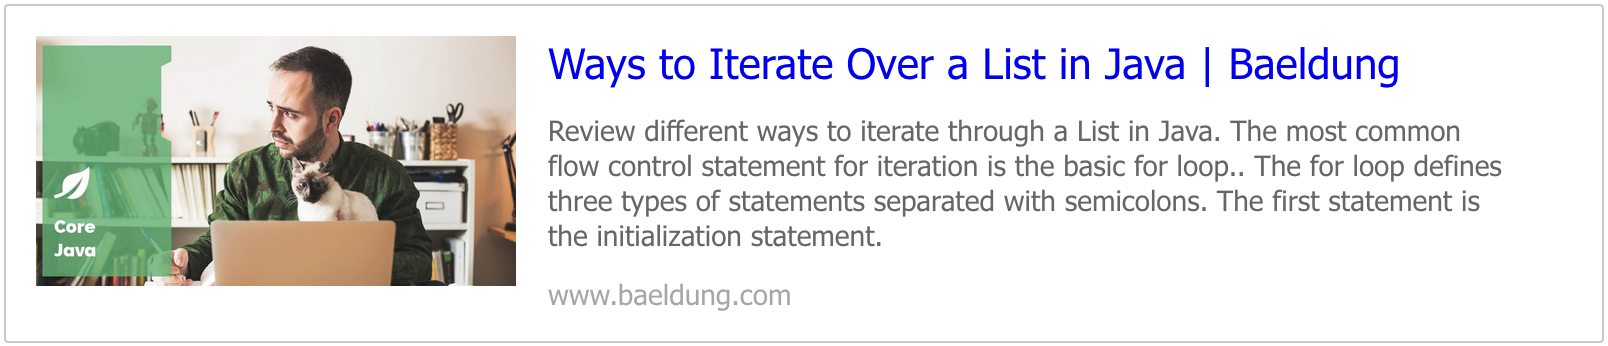 Core
Java
Ways to Iterate Over a List in Java | Baeldung
Review different ways to iterate through a List in Java. The most common
flow control statement for iteration is the basic for loop.. The for loop defines
three types of statements separated with semicolons. The first statement is
the initialization statement.
www.baeldung.com